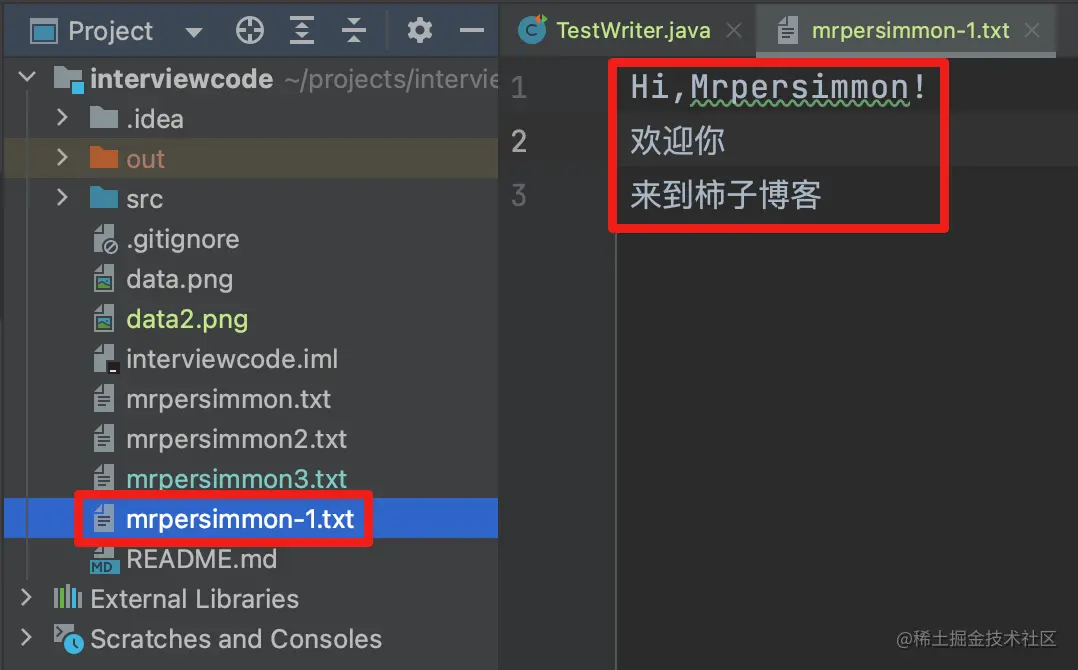 Project
TestWriter.java
mrpersimmon-1.txt
interviewcode ~/projects/intervie
.idea
out
src
.gitignore
data.png
data2.png
interviewcode.iml
mrpersimmon.txt
mrpersimmon2.txt
mrpersimmon3.txt
mrpersimmon-1.txt
MD README.md
External Libraries
Scratches and Consoles
1 Hi,Mrpersimmon!
2 欢迎你
3 来到柿子博客
@稀土掘金技术社区